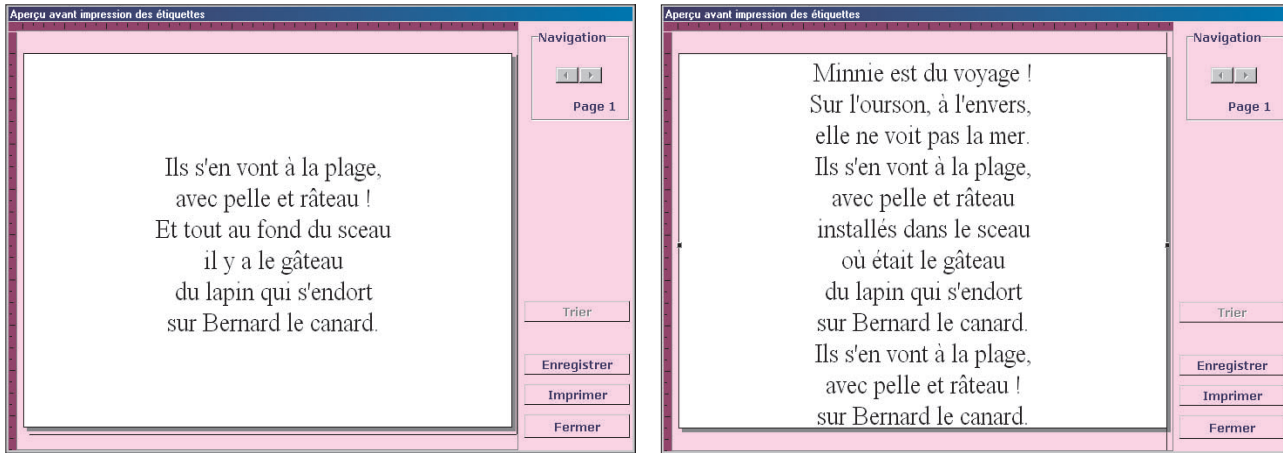 Aperçu avant impression des étiquettes
Navigation
Page 1
Ils s'en vont à la plage,
avec pelle et râteau !
Et tout au fond du sceau
il y a le gâteau
du lapin qui s'endort
sur Bernard le canard.
Trier
Enregistrer
Imprimer
Fermer
Aperçu avant impression des étiquettes
Navigation
Page 1
Minnie est du voyage !
Sur l'ourson, à l'envers,
elle ne voit pas la mer.
Ils s'en vont à la plage,
avec pelle et râteau
installés dans le sceau
où était le gâteau
du lapin qui s'endort
sur Bernard le canard.
Ils s'en vont à la plage,
avec pelle et râteau !
sur Bernard le canard.
Trier
Enregistrer
Imprimer
Fermer